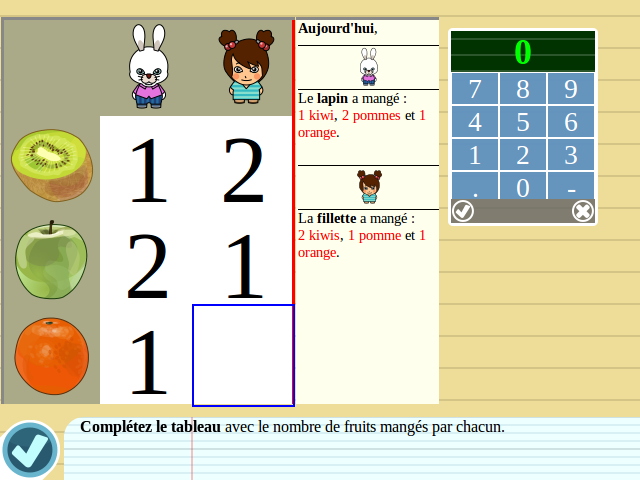 Aujourd'hui,
Le lapin a mangé :
1 kiwi, 2 pommes et 1
orange.
La fillette a mangé :
2 kiwis, 1 pomme et 1
orange.
1 2
2 1
1
0
7 8 9
4 5 6
1 2 3
. 0 -
Complétez le tableau avec le nombre de fruits mangés par chacun.